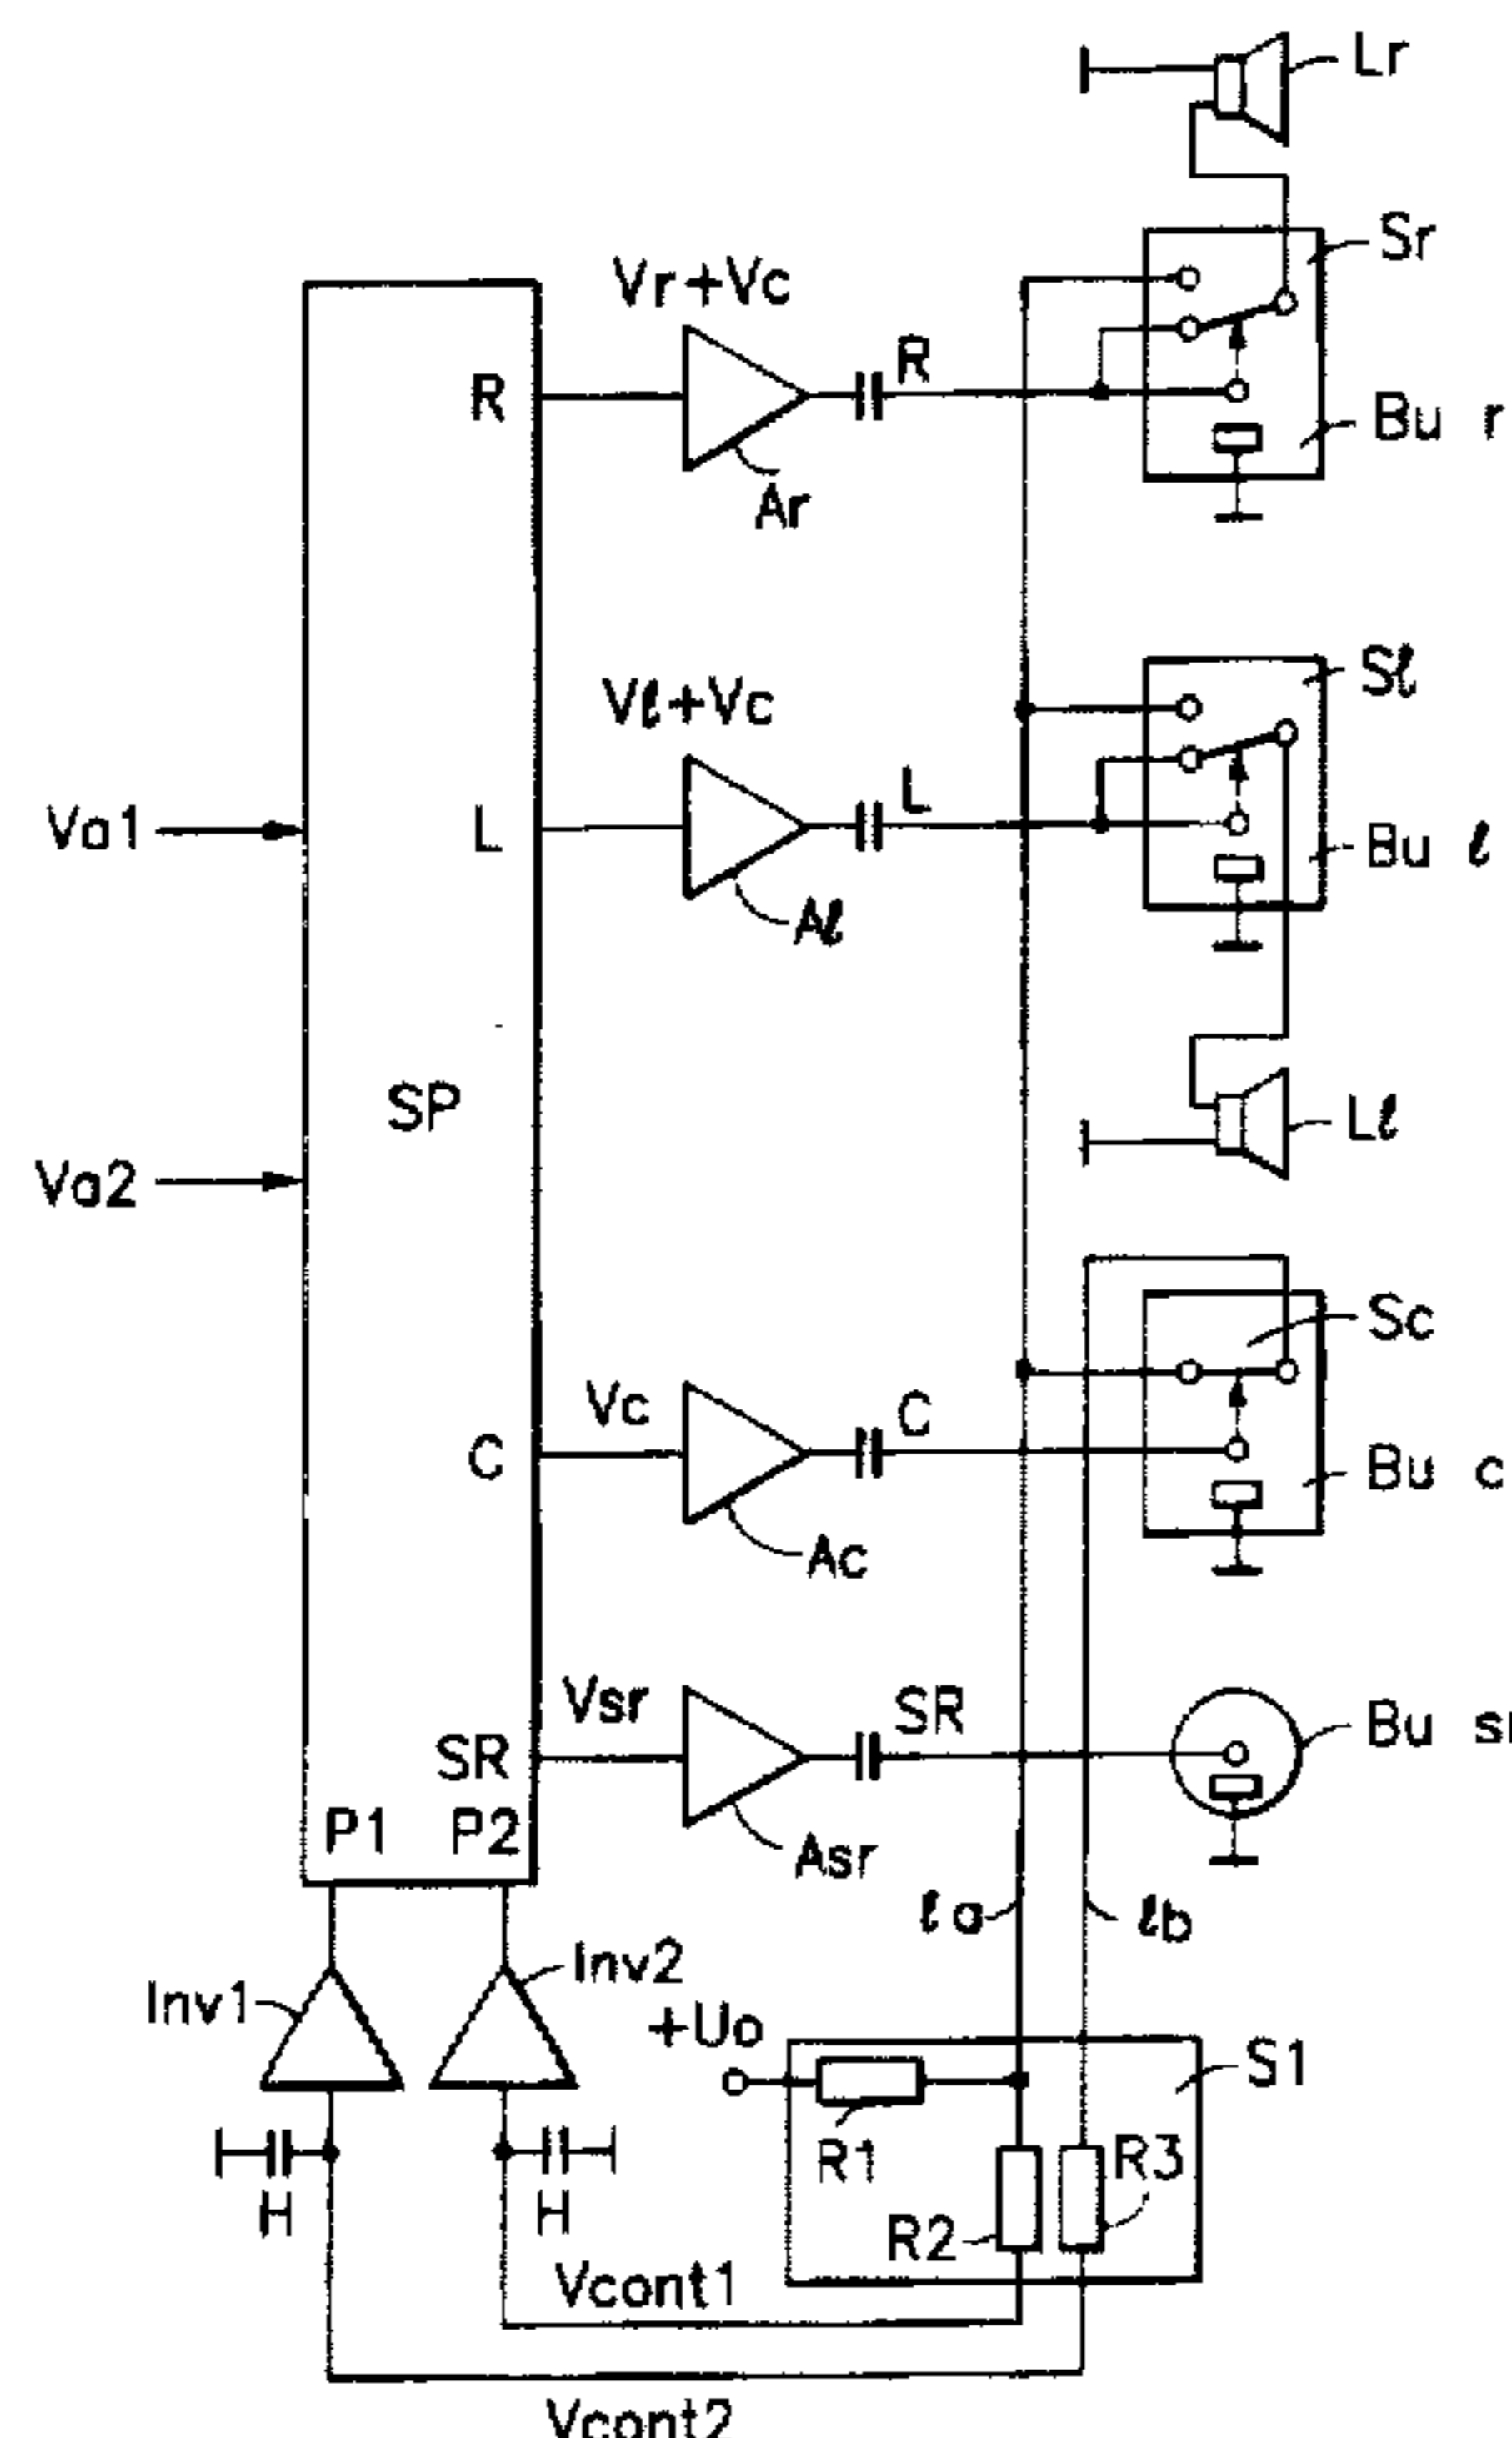 Lr
Sr
Vr+Vc
R
R
Bu r
Ar
Sℓ
Vℓ+Vc
L
Va1
L
Bu ℓ
Aℓ
SP
Lℓ
Va2
Sc
Vc
C
C
Bu c
Ac
Vsr
SR
Bu sr
SR
P1 P2
Asr
ℓa
ℓb
Inv2
Inv1
+Uo
S1
R1
R3
H
H
R2
Vcont1
Vcont2